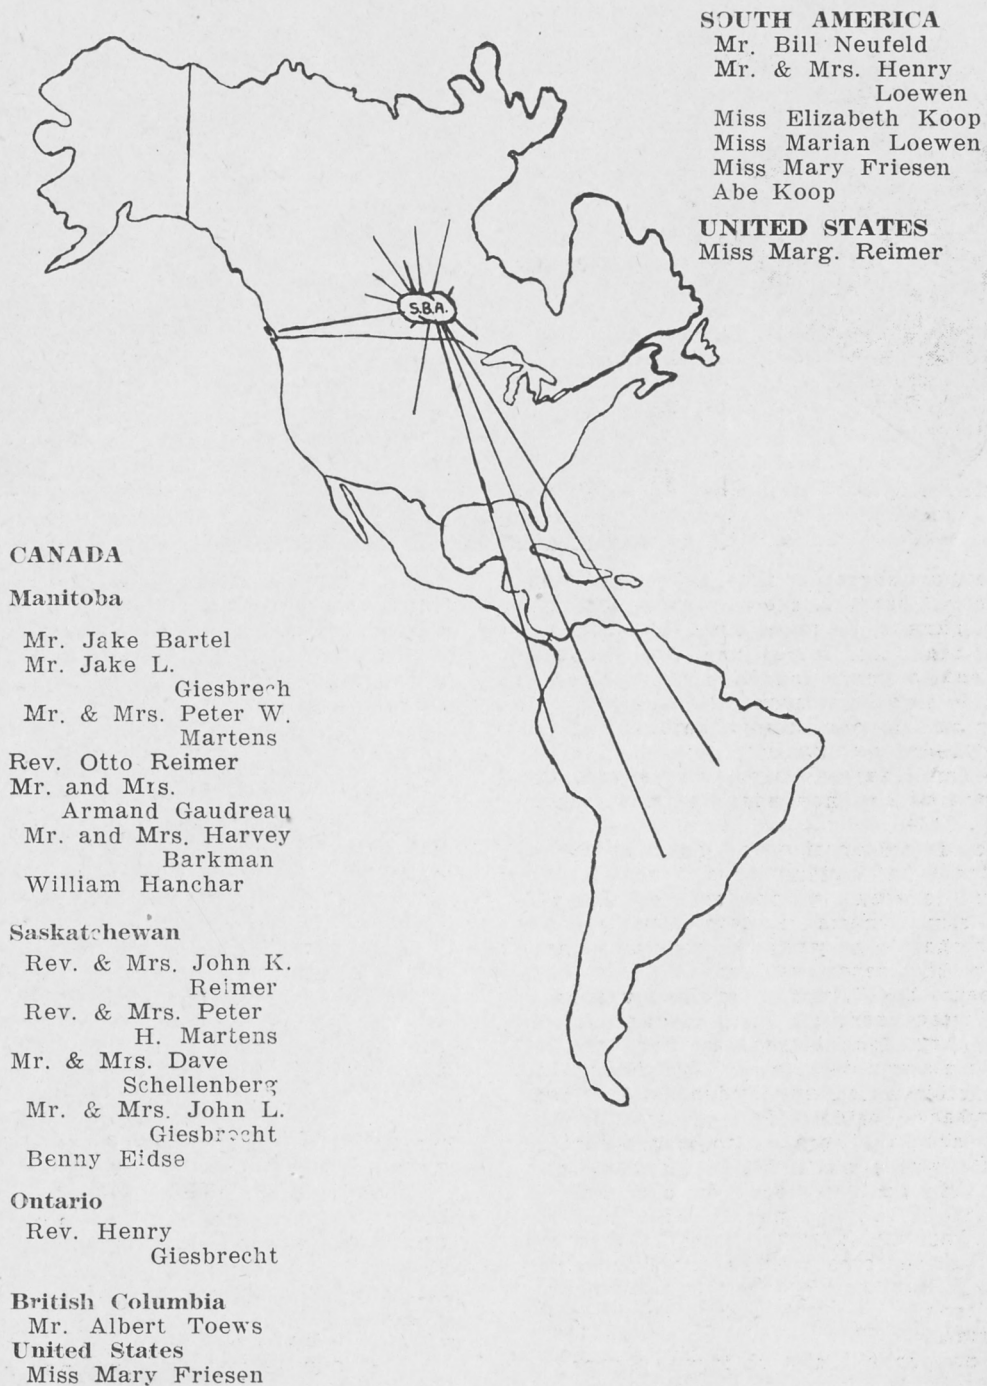 SOUTH AMERICA
Mr. Bill Neufeld
Mr. & Mrs. Henry
Loewen
Miss Elizabeth Koop
Miss Marian Loewen
Miss Mary Friesen
Abe Koop
UNITED STATES
Miss Marg. Reimer
S.B.A.
CANADA
Manitoba
Mr. Jake Bartel
Mr. Jake L.
Giesbrech
Mr. & Mrs. Peter W.
Martens
Rev. Otto Reimer
Mr. and Mrs.
Armand Gaudreau
Mr. and Mrs. Harvey
Barkman
William Hanchar
Saskatchewan
Rev. & Mrs. John K.
Reimer
Rev. & Mrs. Peter
H. Martens
Mr. & Mrs. Dave
Schellenberg
Mr. & Mrs. John L.
Giesbrecht
Benny Eidse
Ontario
Rev. Henry
Giesbrecht
British Columbia
Mr. Albert Toews
United States
Miss Mary Friesen